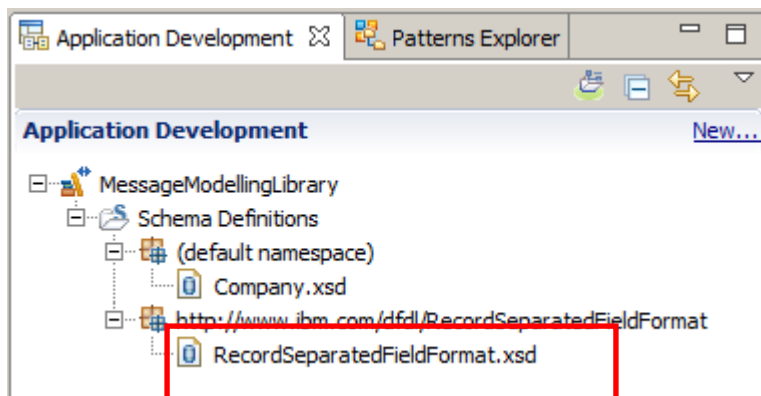 Application Development Patterns Explorer
Application Development New...
MessageModellingLibrary
Schema Definitions
(default namespace)
Company.xsd
http://www.ibm.com/dfdl/RecordSeparatedFieldFormat
RecordSeparatedFieldFormat.xsd